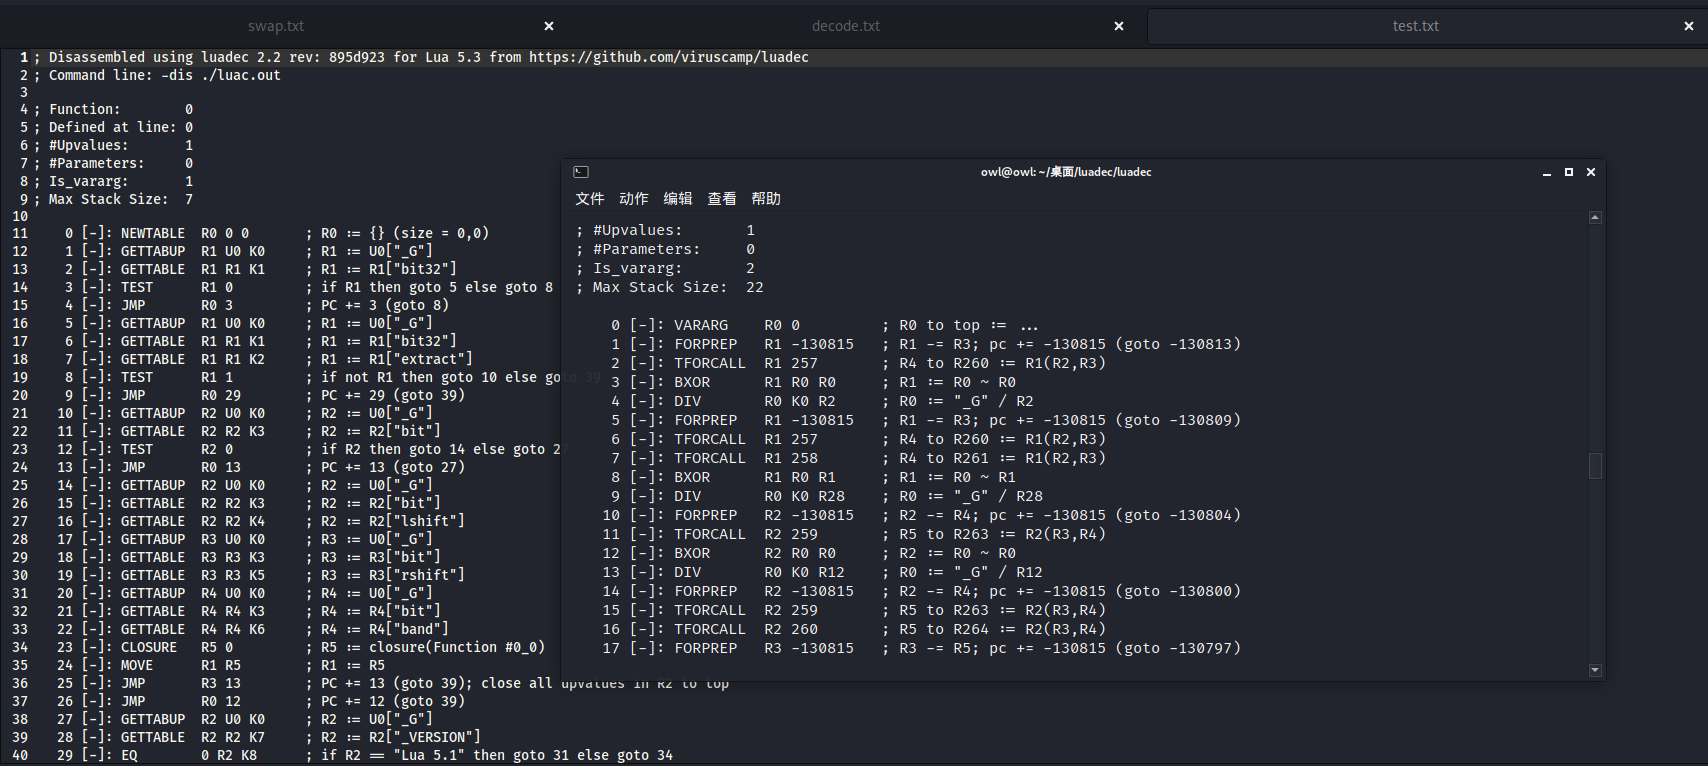 swap.txt
decode.txt
test.txt
1 ; Disassembled using luadec 2.2 rev: 895d923 for Lua 5.3 from https://github.com/viruscamp/luadec
2 ; Command line: -dis ./luac.out
3
4 ; Function: 0
5 ; Defined at line: 0
6 ; #Upvalues: 1
7 ; #Parameters: 0
8 ; Is_vararg: 1
9 ; Max Stack Size: 7
10
11 0 [-]: NEWTABLE R0 0 0 ; R0 := {} (size = 0,0)
12 1 [-]: GETTABUP R1 U0 K0 ; R1 := U0["_G"]
13 2 [-]: GETTABLE R1 R1 K1 ; R1 := R1["bit32"]
14 3 [-]: TEST R1 0 ; if R1 then goto 5 else goto 8
15 4 [-]: JMP R0 3 ; PC += 3 (goto 8)
16 5 [-]: GETTABUP R1 U0 K0 ; R1 := U0["_G"]
17 6 [-]: GETTABLE R1 R1 K1 ; R1 := R1["bit32"]
18 7 [-]: GETTABLE R1 R1 K2 ; R1 := R1["extract"]
19 8 [-]: TEST R1 1 ; if not R1 then goto 10 else goto 39
20 9 [-]: JMP R0 29 ; PC += 29 (goto 39)
21 10 [-]: GETTABUP R2 U0 K0 ; R2 := U0["_G"]
22 11 [-]: GETTABLE R2 R2 K3 ; R2 := R2["bit"]
23 12 [-]: TEST R2 0 ; if R2 then goto 14 else goto 27
24 13 [-]: JMP R0 13 ; PC += 13 (goto 27)
25 14 [-]: GETTABUP R2 U0 K0 ; R2 := U0["_G"]
26 15 [-]: GETTABLE R2 R2 K3 ; R2 := R2["bit"]
27 16 [-]: GETTABLE R2 R2 K4 ; R2 := R2["lshift"]
28 17 [-]: GETTABUP R3 U0 K0 ; R3 := U0["_G"]
29 18 [-]: GETTABLE R3 R3 K3 ; R3 := R3["bit"]
30 19 [-]: GETTABLE R3 R3 K5 ; R3 := R3["rshift"]
31 20 [-]: GETTABUP R4 U0 K0 ; R4 := U0["_G"]
32 21 [-]: GETTABLE R4 R4 K3 ; R4 := R4["bit"]
33 22 [-]: GETTABLE R4 R4 K6 ; R4 := R4["band"]
34 23 [-]: CLOSURE R5 0 ; R5 := closure(Function #0_0)
35 24 [-]: MOVE R1 R5 ; R1 := R5
36 25 [-]: JMP R3 13 ; PC += 13 (goto 39); close all upvalues in R2 to top
37 26 [-]: JMP R0 12 ; PC += 12 (goto 39)
38 27 [-]: GETTABUP R2 U0 K0 ; R2 := U0["_G"]
39 28 [-]: GETTABLE R2 R2 K7 ; R2 := R2["_VERSION"]
40 29 [-]: EQ 0 R2 K8 ; if R2 == "Lua 5.1" then goto 31 else goto 34
owl@owl: ~/桌面/luadec/luadec
文件 动作 编辑 查看 帮助
; #Upvalues: 1
; #Parameters: 0
; Is_vararg: 2
; Max Stack Size: 22
0 [-]: VARARG R0 0 ; R0 to top := ...
1 [-]: FORPREP R1 -130815 ; R1 -= R3; pc += -130815 (goto -130813)
2 [-]: TFORCALL R1 257 ; R4 to R260 := R1(R2,R3)
3 [-]: BXOR R1 R0 R0 ; R1 := R0 ~ R0
4 [-]: DIV R0 K0 R2 ; R0 := "_G" / R2
5 [-]: FORPREP R1 -130815 ; R1 -= R3; pc += -130815 (goto -130809)
6 [-]: TFORCALL R1 257 ; R4 to R260 := R1(R2,R3)
7 [-]: TFORCALL R1 258 ; R4 to R261 := R1(R2,R3)
8 [-]: BXOR R1 R0 R1 ; R1 := R0 ~ R1
9 [-]: DIV R0 K0 R28 ; R0 := "_G" / R28
10 [-]: FORPREP R2 -130815 ; R2 -= R4; pc += -130815 (goto -130804)
11 [-]: TFORCALL R2 259 ; R5 to R263 := R2(R3,R4)
12 [-]: BXOR R2 R0 R0 ; R2 := R0 ~ R0
13 [-]: DIV R0 K0 R12 ; R0 := "_G" / R12
14 [-]: FORPREP R2 -130815 ; R2 -= R4; pc += -130815 (goto -130800)
15 [-]: TFORCALL R2 259 ; R5 to R263 := R2(R3,R4)
16 [-]: TFORCALL R2 260 ; R5 to R264 := R2(R3,R4)
17 [-]: FORPREP R3 -130815 ; R3 -= R5; pc += -130815 (goto -130797)